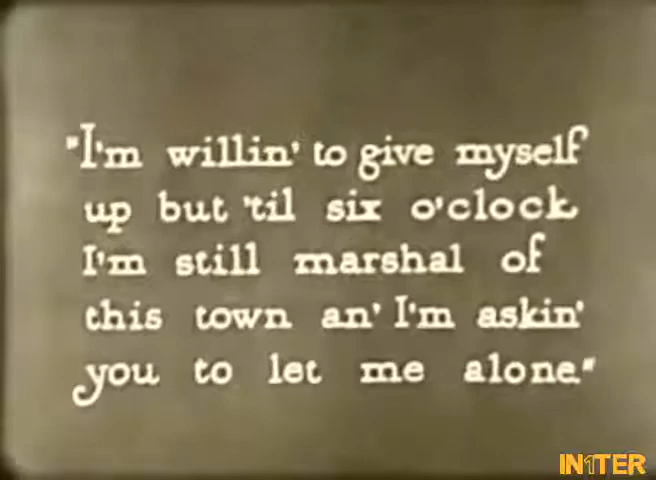 "I'm willin' to give myself
up but 'til six o'clock
I'm still marshal of
this town an' I'm askin'
you to let me alone"
IN1TER